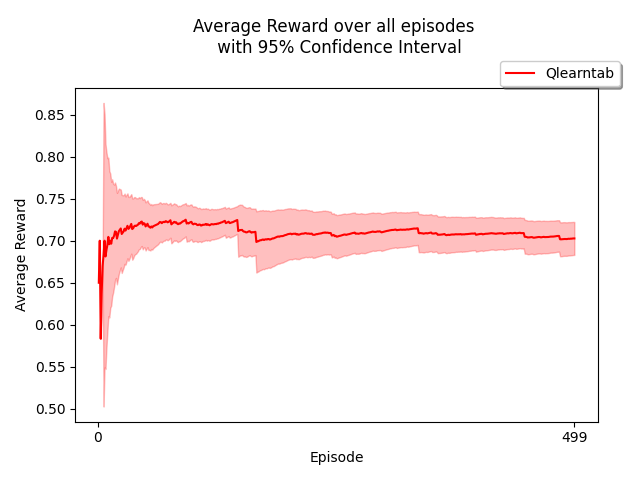 Average Reward over all episodes
with 95% Confidence Interval
Qlearntab
0.85
0.80
0.75
0.70
0.65
0.60
0.55
0.50
Average Reward
0
499
Episode